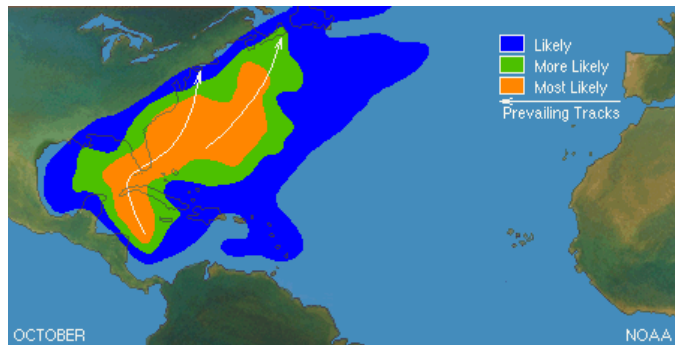 Likely
More Likely
Most Likely
Prevailing Tracks
OCTOBER
NOAA